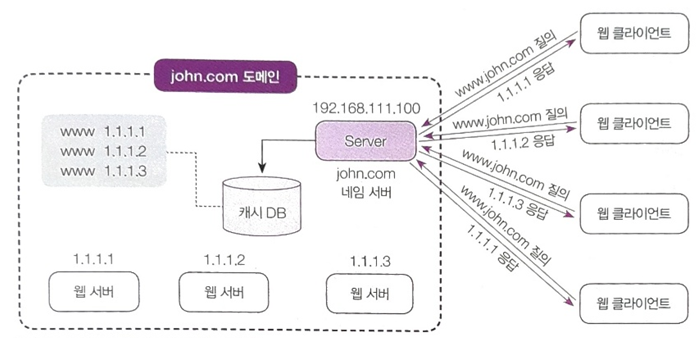 john.com 도메인
www 1.1.1.1
www 1.1.1.2
www 1.1.1.3
캐시 DB
192.168.111.100
Server
john.com
네임 서버
1.1.1.1
웹 서버
1.1.1.2
웹 서버
1.1.1.3
웹 서버
www.john.com 질의
1.1.1.1 응답
웹 클라이언트
www.john.com 질의
1.1.1.2 응답
웹 클라이언트
www.john.com 질의
1.1.1.3 응답
웹 클라이언트
www.john.com 질의
1.1.1.1 응답
웹 클라이언트